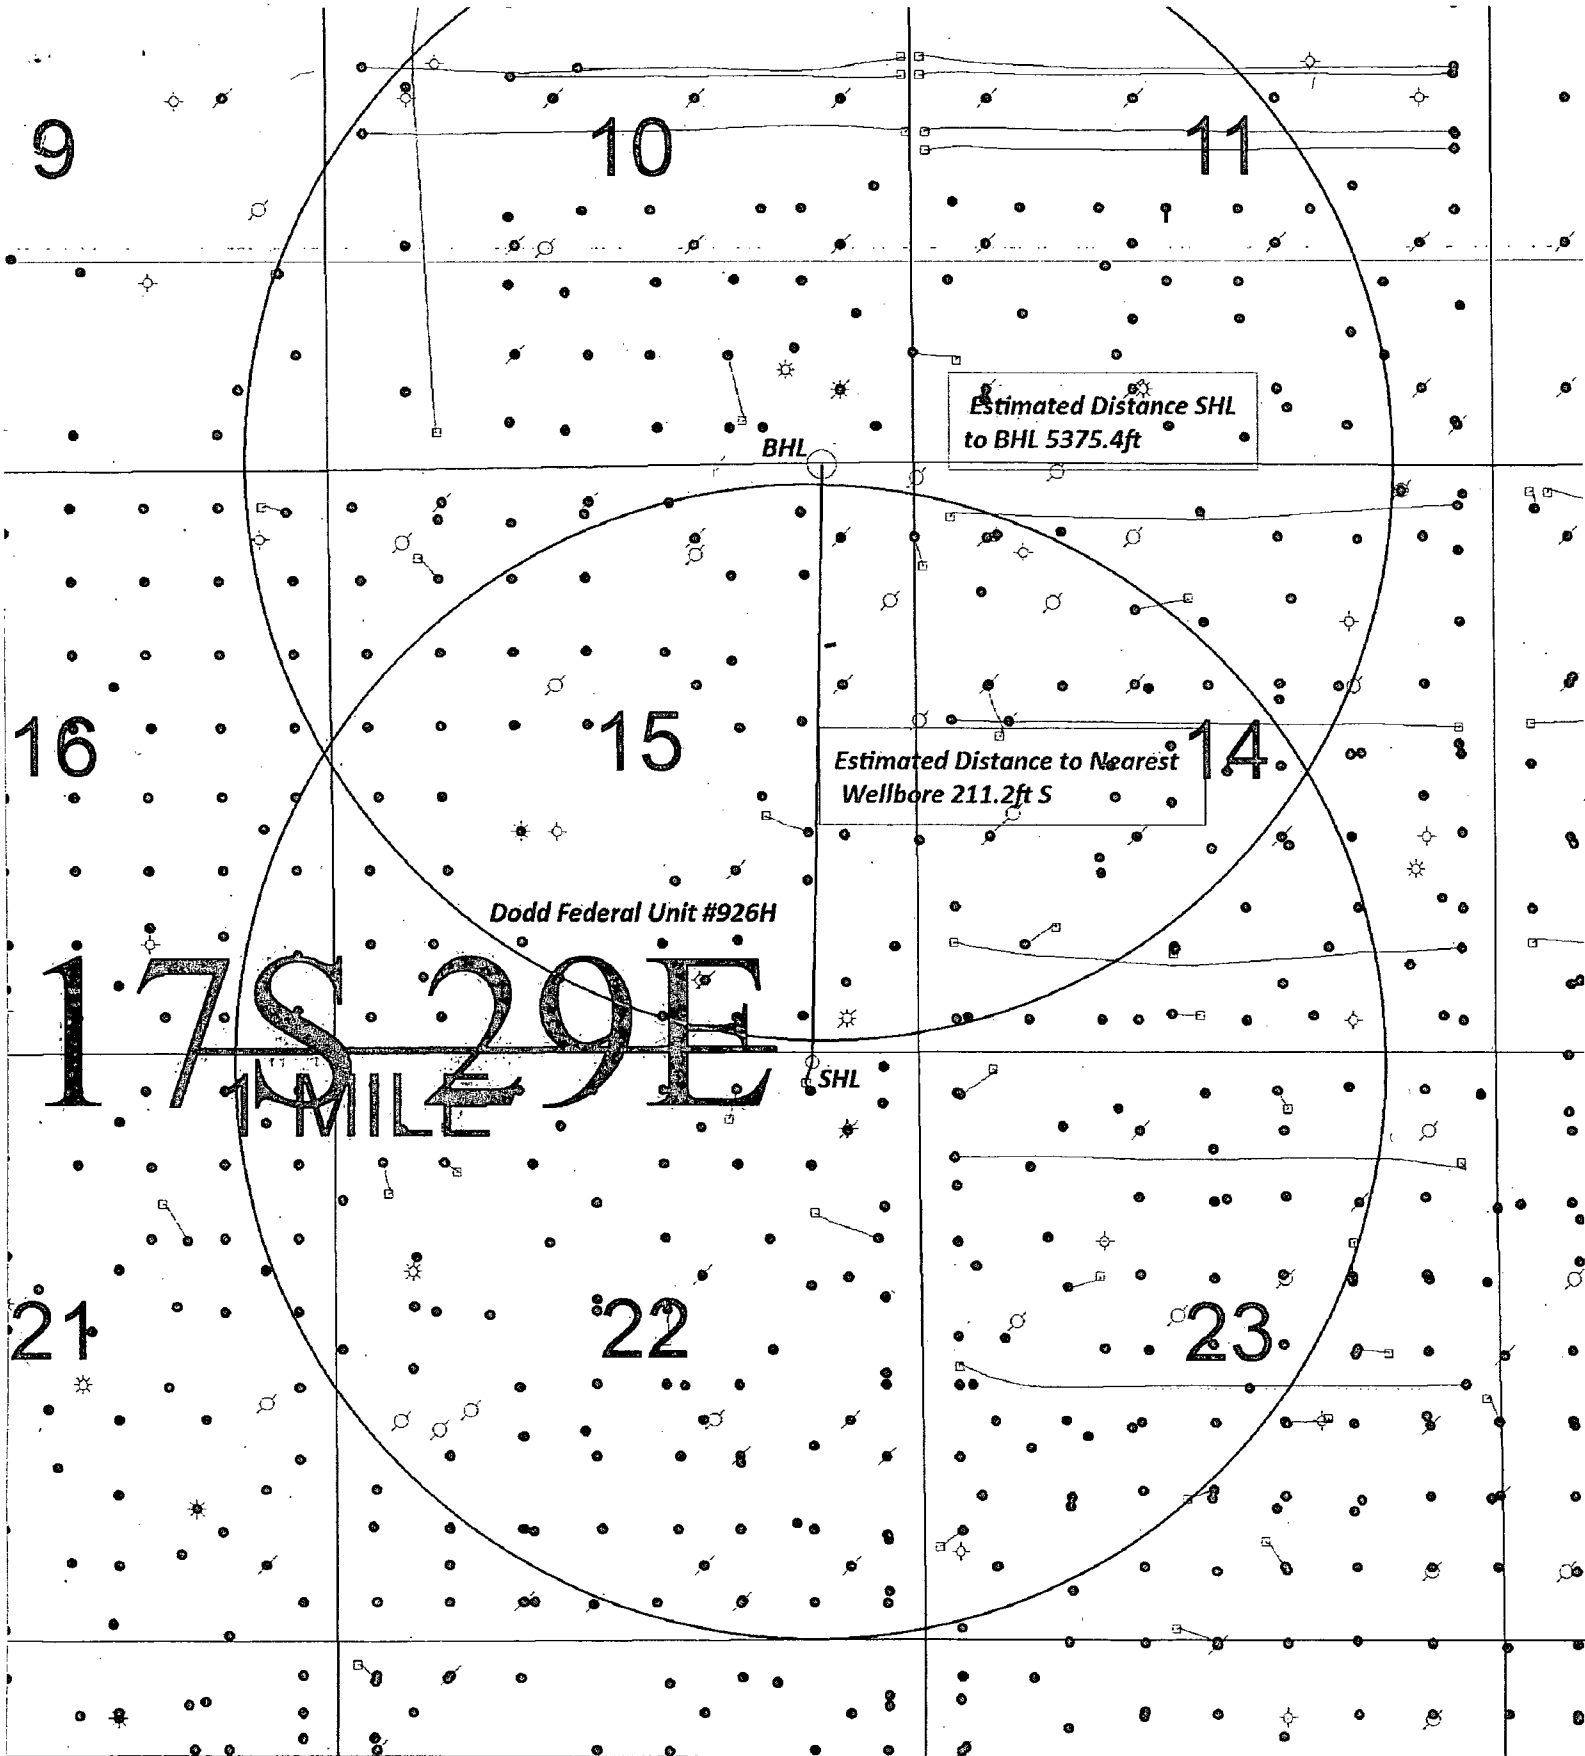 9
10
11
Estimated Distance SHL
to BHL 5375.4ft
BHL
16
15
14
Estimated Distance to Nearest
Wellbore 211.2ft S
Dodd Federal Unit #926H
17S 29E
SHL
1 MILE
21
22
23